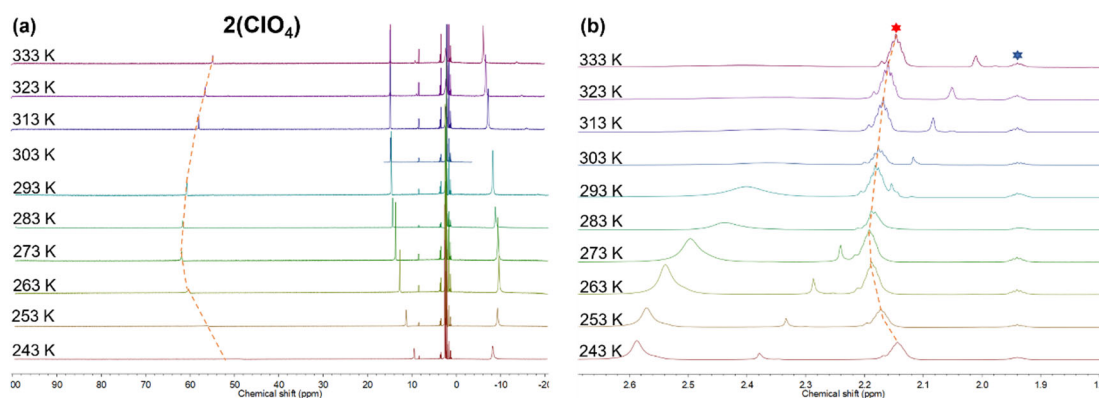 (a)
2(ClO₄)
333 K
323 K
313 K
303 K
293 K
283 K
273 K
263 K
253 K
243 K
00 90 80 70 60 50 40 30 20 10 0 -10 -20
Chemical shift (ppm)
(b)
333 K
323 K
313 K
303 K
293 K
283 K
273 K
263 K
253 K
243 K
2.6 2.5 2.4 2.3 2.2 2.1 2.0 1.9 1.8
Chemical shift (ppm)